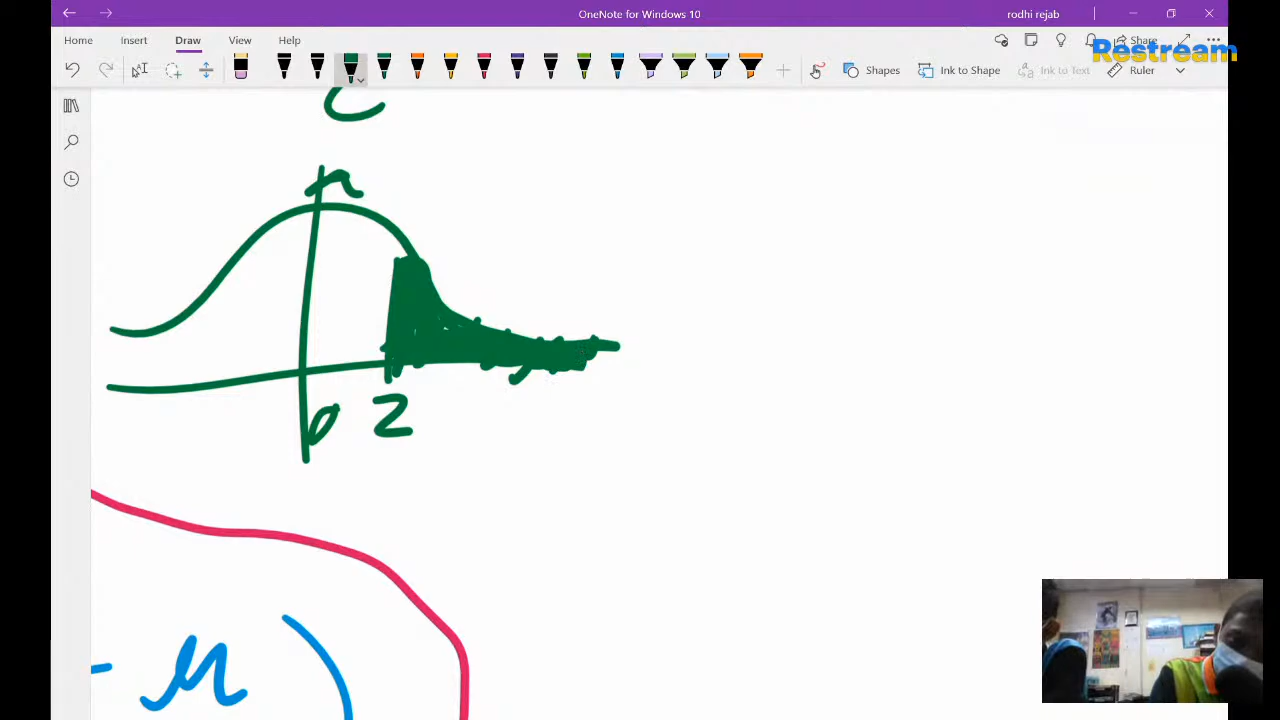 OneNote for Windows 10
rodhi rejab
Restream
Home Insert Draw View Help
Share
Shapes Ink to Shape Ink to Text Ruler
0 Z
- μ )